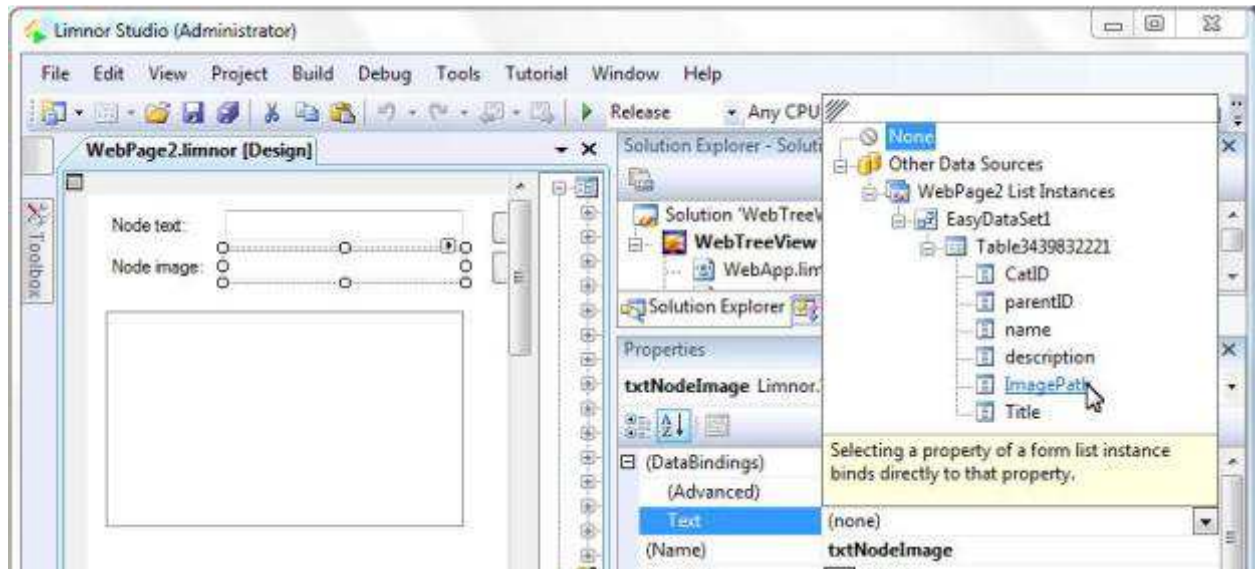 Limnor Studio (Administrator)
File Edit View Project Build Debug Tools Tutorial Window Help
Release Any CPU
WebPage2.limnor [Design]
Toolbox
Node text:
Node image:
Solution Explorer - Soluti
Solution 'WebTreeV
WebTreeView
WebApp.lim
Solution Explorer
Properties
txtNodeImage Limnor.
(DataBindings)
(Advanced)
Text (none)
(Name) txtNodeImage
None
Other Data Sources
WebPage2 List Instances
EasyDataSet1
Table3439832221
CatID
parentID
name
description
ImagePath
Title
Selecting a property of a form list instance
binds directly to that property.